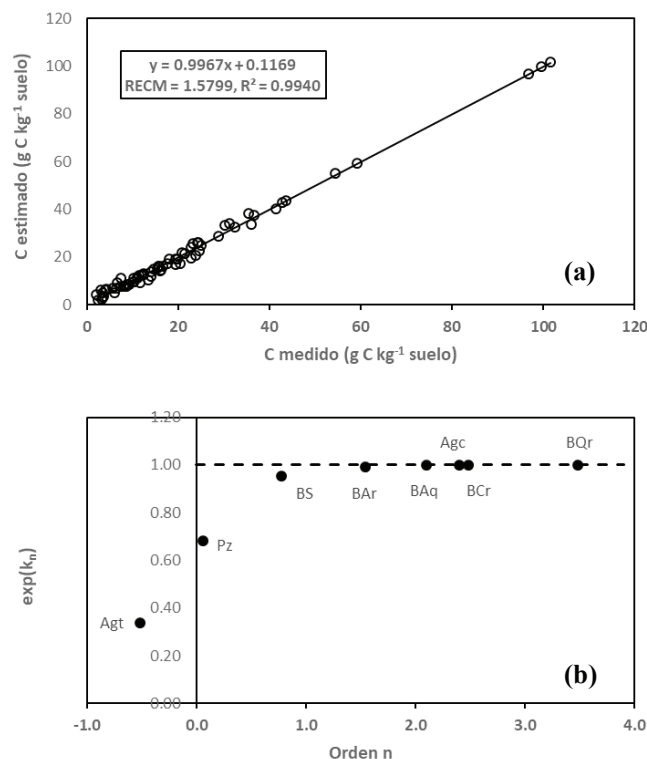 120
100
80
60
40
20
0
C estimado (g C kg⁻¹ suelo)
y = 0.9967x + 0.1169
RECM = 1.5799, R² = 0.9940
(a)
0 20 40 60 80 100 120
C medido (g C kg⁻¹ suelo)
1.20
1.00
0.80
0.60
0.40
0.20
0.00
exp(kₙ)
Agc BQr
BS BAr BAq BCr
Pz
Agt
(b)
-1.0 0.0 1.0 2.0 3.0 4.0
Orden n